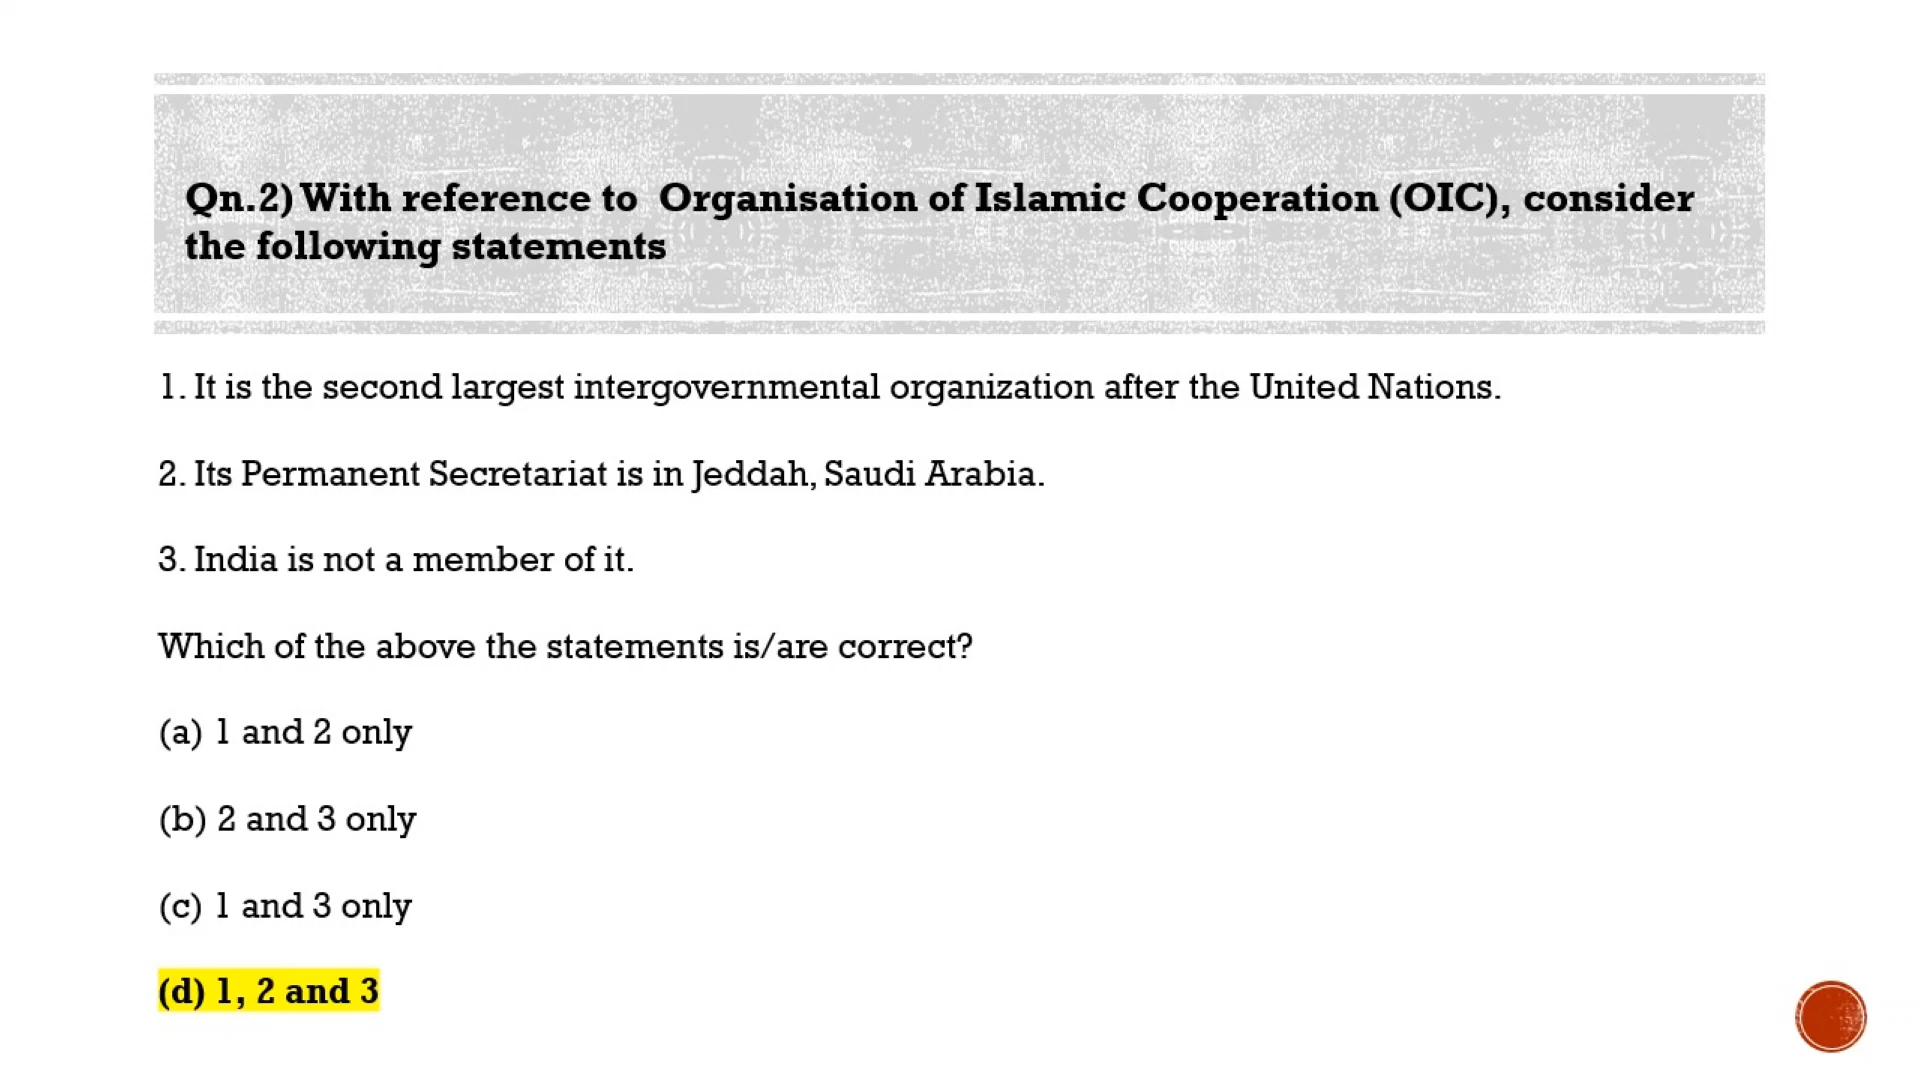 Qn.2) With reference to Organisation of Islamic Cooperation (OIC), consider
the following statements
1. It is the second largest intergovernmental organization after the United Nations.
2. Its Permanent Secretariat is in Jeddah, Saudi Arabia.
3. India is not a member of it.
Which of the above the statements is/are correct?
(a) 1 and 2 only
(b) 2 and 3 only
(c) 1 and 3 only
(d) 1, 2 and 3